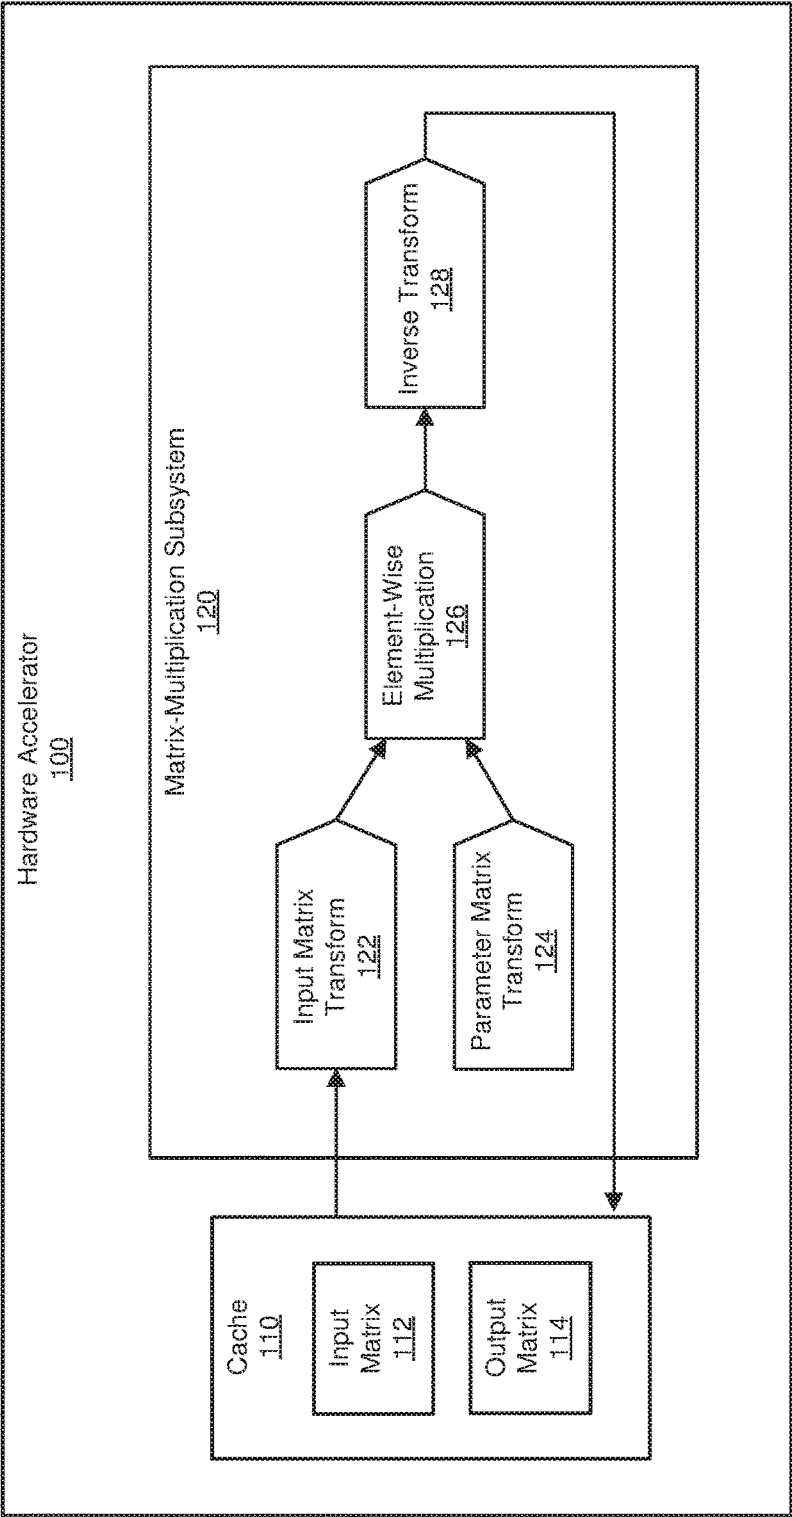 Hardware Accelerator
100
Cache
110
Input
Matrix
112
Output
Matrix
114
Matrix-Multiplication Subsystem
120
Input Matrix
Transform
122
Parameter Matrix
Transform
124
Element-Wise
Multiplication
126
Inverse Transform
128